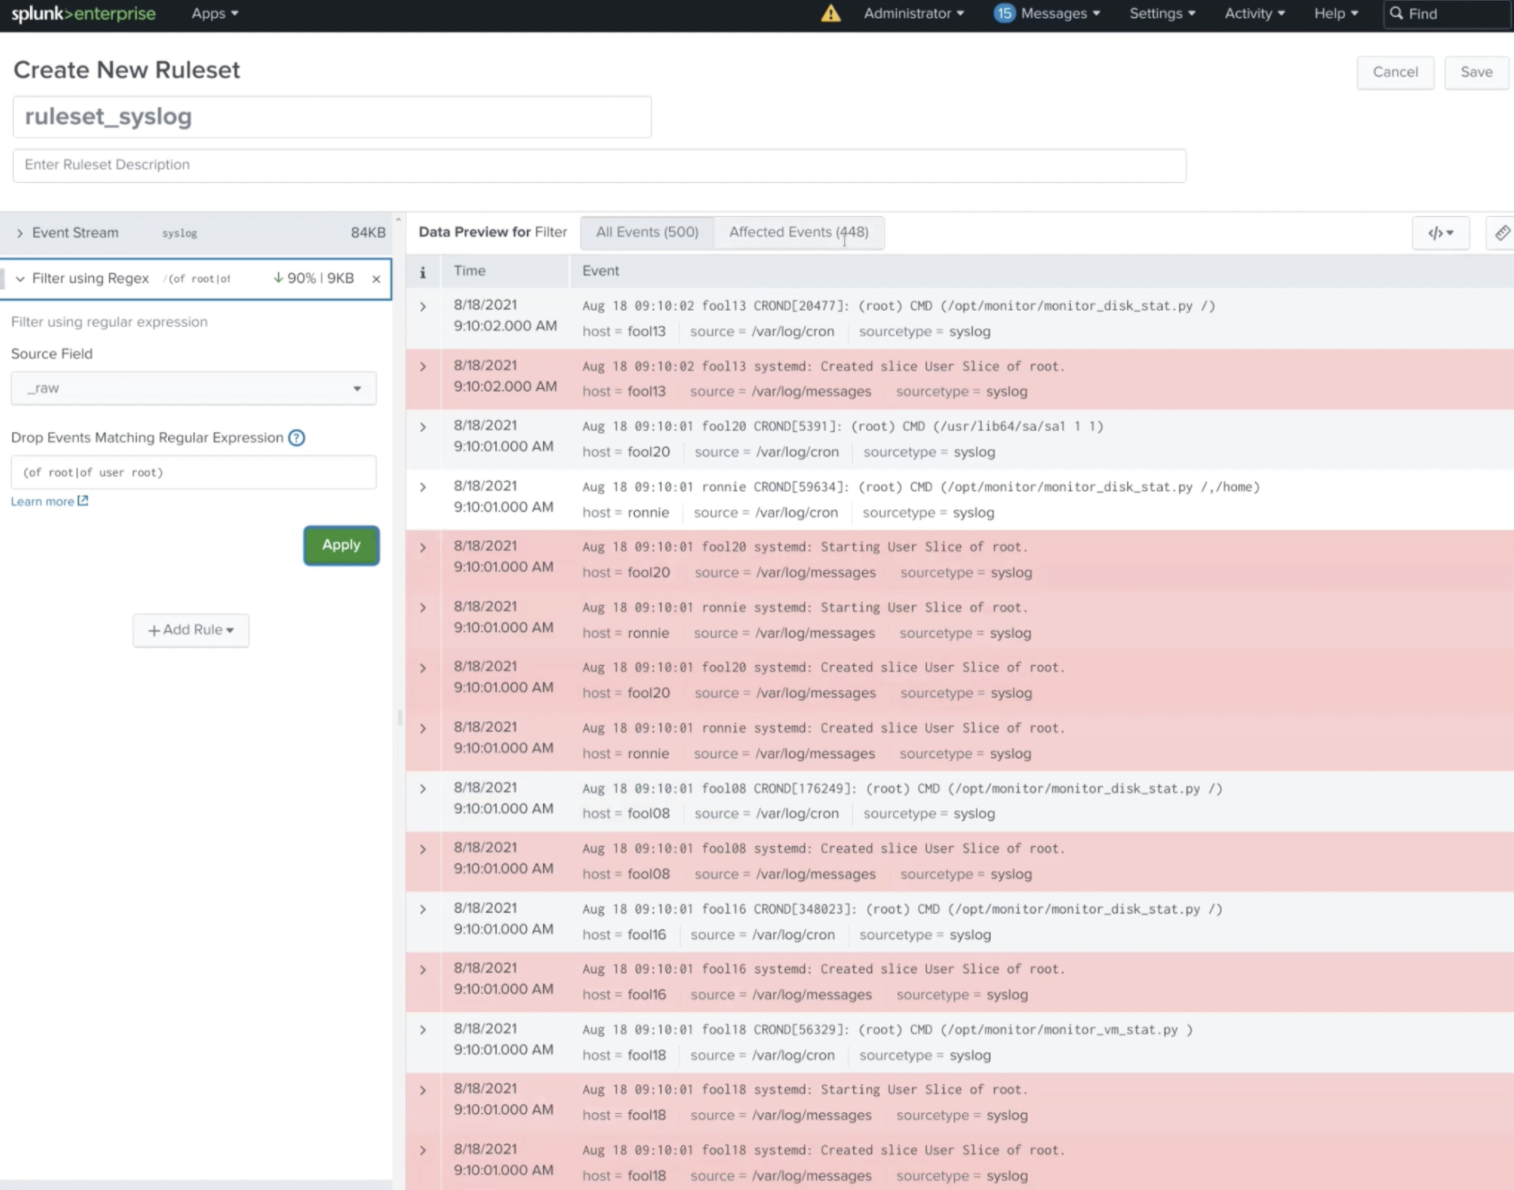 splunk>enterprise Apps Administrator 15 Messages Settings Activity Help Find
Create New Ruleset
Cancel Save
ruleset_syslog
Enter Ruleset Description
Event Stream syslog 84KB
Filter using Regex /(of root|of 90% | 9KB
Filter using regular expression
Source Field
_raw
Drop Events Matching Regular Expression ?
(of root|of user root)
Learn more
Apply
+ Add Rule
Data Preview for Filter All Events (500) Affected Events (448) </>
i Time Event
8/18/2021
9:10:02.000 AM
Aug 18 09:10:02 fool13 CROND[20477]: (root) CMD (/opt/monitor/monitor_disk_stat.py /)
host = fool13 source = /var/log/cron sourcetype = syslog
8/18/2021
9:10:02.000 AM
Aug 18 09:10:02 fool13 systemd: Created slice User Slice of root.
host = fool13 source = /var/log/messages sourcetype = syslog
8/18/2021
9:10:01.000 AM
Aug 18 09:10:01 fool20 CROND[5391]: (root) CMD (/usr/lib64/sa/sa1 1 1)
host = fool20 source = /var/log/cron sourcetype = syslog
8/18/2021
9:10:01.000 AM
Aug 18 09:10:01 ronnie CROND[59634]: (root) CMD (/opt/monitor/monitor_disk_stat.py /,/home)
host = ronnie source = /var/log/cron sourcetype = syslog
8/18/2021
9:10:01.000 AM
Aug 18 09:10:01 fool20 systemd: Starting User Slice of root.
host = fool20 source = /var/log/messages sourcetype = syslog
8/18/2021
9:10:01.000 AM
Aug 18 09:10:01 ronnie systemd: Starting User Slice of root.
host = ronnie source = /var/log/messages sourcetype = syslog
8/18/2021
9:10:01.000 AM
Aug 18 09:10:01 fool20 systemd: Created slice User Slice of root.
host = fool20 source = /var/log/messages sourcetype = syslog
8/18/2021
9:10:01.000 AM
Aug 18 09:10:01 ronnie systemd: Created slice User Slice of root.
host = ronnie source = /var/log/messages sourcetype = syslog
8/18/2021
9:10:01.000 AM
Aug 18 09:10:01 fool08 CROND[176249]: (root) CMD (/opt/monitor/monitor_disk_stat.py /)
host = fool08 source = /var/log/cron sourcetype = syslog
8/18/2021
9:10:01.000 AM
Aug 18 09:10:01 fool08 systemd: Created slice User Slice of root.
host = fool08 source = /var/log/messages sourcetype = syslog
8/18/2021
9:10:01.000 AM
Aug 18 09:10:01 fool16 CROND[348023]: (root) CMD (/opt/monitor/monitor_disk_stat.py /)
host = fool16 source = /var/log/cron sourcetype = syslog
8/18/2021
9:10:01.000 AM
Aug 18 09:10:01 fool16 systemd: Created slice User Slice of root.
host = fool16 source = /var/log/messages sourcetype = syslog
8/18/2021
9:10:01.000 AM
Aug 18 09:10:01 fool18 CROND[56329]: (root) CMD (/opt/monitor/monitor_vm_stat.py )
host = fool18 source = /var/log/cron sourcetype = syslog
8/18/2021
9:10:01.000 AM
Aug 18 09:10:01 fool18 systemd: Starting User Slice of root.
host = fool18 source = /var/log/messages sourcetype = syslog
8/18/2021
9:10:01.000 AM
Aug 18 09:10:01 fool18 systemd: Created slice User Slice of root.
host = fool18 source = /var/log/messages sourcetype = syslog